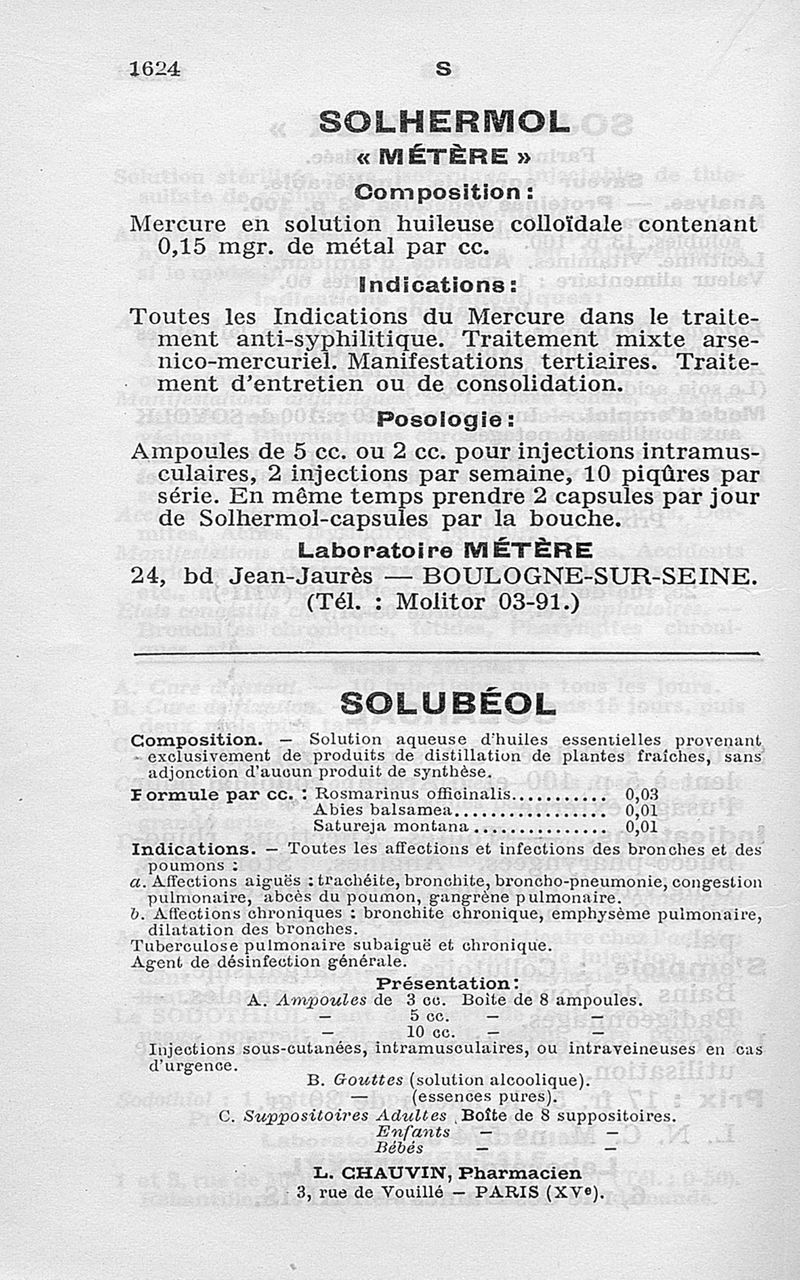 1624
S
SOLHERMOL
« MÉTÈRE »
Composition :
Mercure en solution huileuse colloïdale contenant
0,15 mgr. de métal par cc.
Indications :
Toutes les Indications du Mercure dans le traite-
ment anti-syphilitique. Traitement mixte arse-
nico-mercuriel. Manifestations tertiaires. Traite-
ment d'entretien ou de consolidation.
Posologie :
Ampoules de 5 cc. ou 2 cc. pour injections intramus-
culaires, 2 injections par semaine, 10 piqûres par
série. En même temps prendre 2 capsules par jour
de Solhermol-capsules par la bouche.
Laboratoire MÉTÈRE
24, bd Jean-Jaurès — BOULOGNE-SUR-SEINE.
(Tél. : Molitor 03-91.)
SOLUBÉOL
Composition. — Solution aqueuse d'huiles essentielles provenant
exclusivement de produits de distillation de plantes fraîches, sans
adjonction d'aucun produit de synthèse.
Formule par cc. : Rosmarinus officinalis........... 0,03
Abies balsamea................. 0,01
Satureja montana............... 0,01
Indications. — Toutes les affections et infections des bronches et des
poumons :
a. Affections aiguës : trachéite, bronchite, broncho-pneumonie, congestion
pulmonaire, abcès du poumon, gangrène pulmonaire.
b. Affections chroniques : bronchite chronique, emphysème pulmonaire,
dilatation des bronches.
Tuberculose pulmonaire subaiguë et chronique.
Agent de désinfection générale.
Présentation :
A. Ampoules de 3 cc. Boîte de 8 ampoules.
— 5 cc. — —
— 10 cc. — —
Injections sous-cutanées, intramusculaires, ou intraveineuses en cas
d'urgence.
B. Gouttes (solution alcoolique).
— (essences pures).
C. Suppositoires Adultes Boîte de 8 suppositoires.
Enfants — —
Bébés — —
L. CHAUVIN, Pharmacien
3, rue de Vouillé — PARIS (XVe).